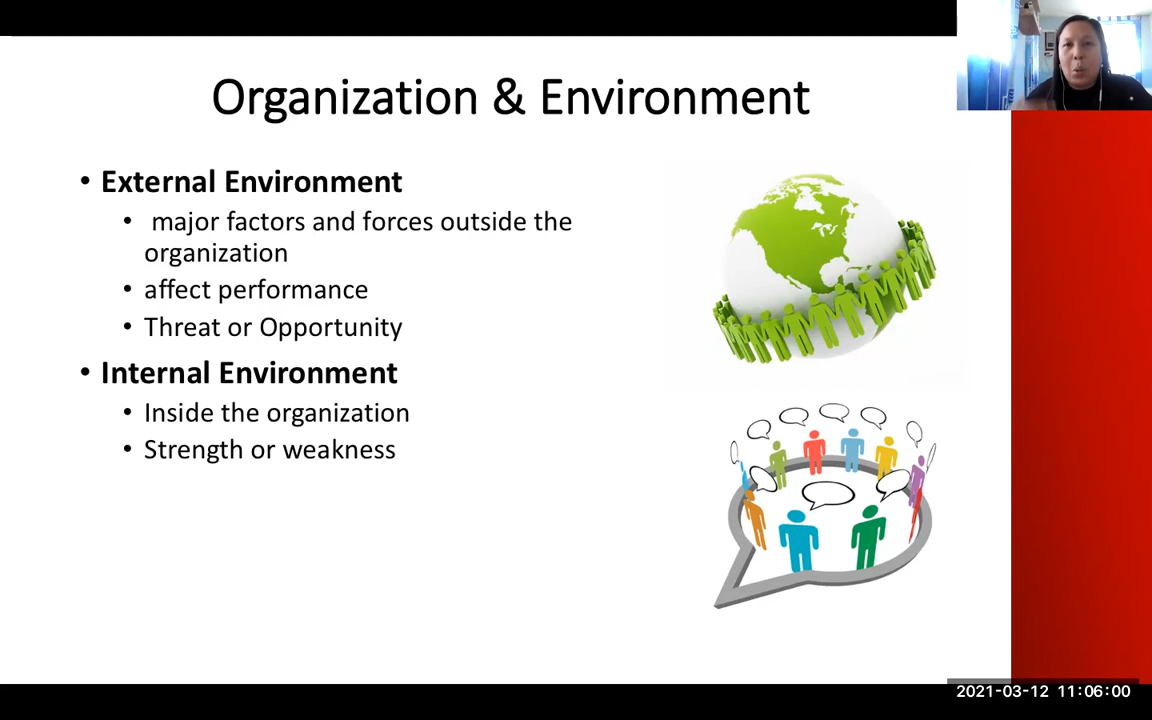 Organization & Environment
• External Environment
• major factors and forces outside the
organization
• affect performance
• Threat or Opportunity
• Internal Environment
• Inside the organization
• Strength or weakness
2021-03-12 11:06:00